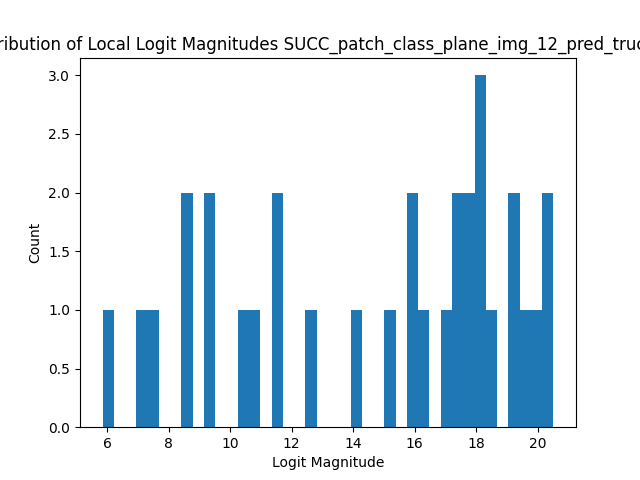 ribution of Local Logit Magnitudes SUCC_patch_class_plane_img_12_pred_truc
3.0
2.5
2.0
1.5
1.0
0.5
0.0
Count
6 8 10 12 14 16 18 20
Logit Magnitude